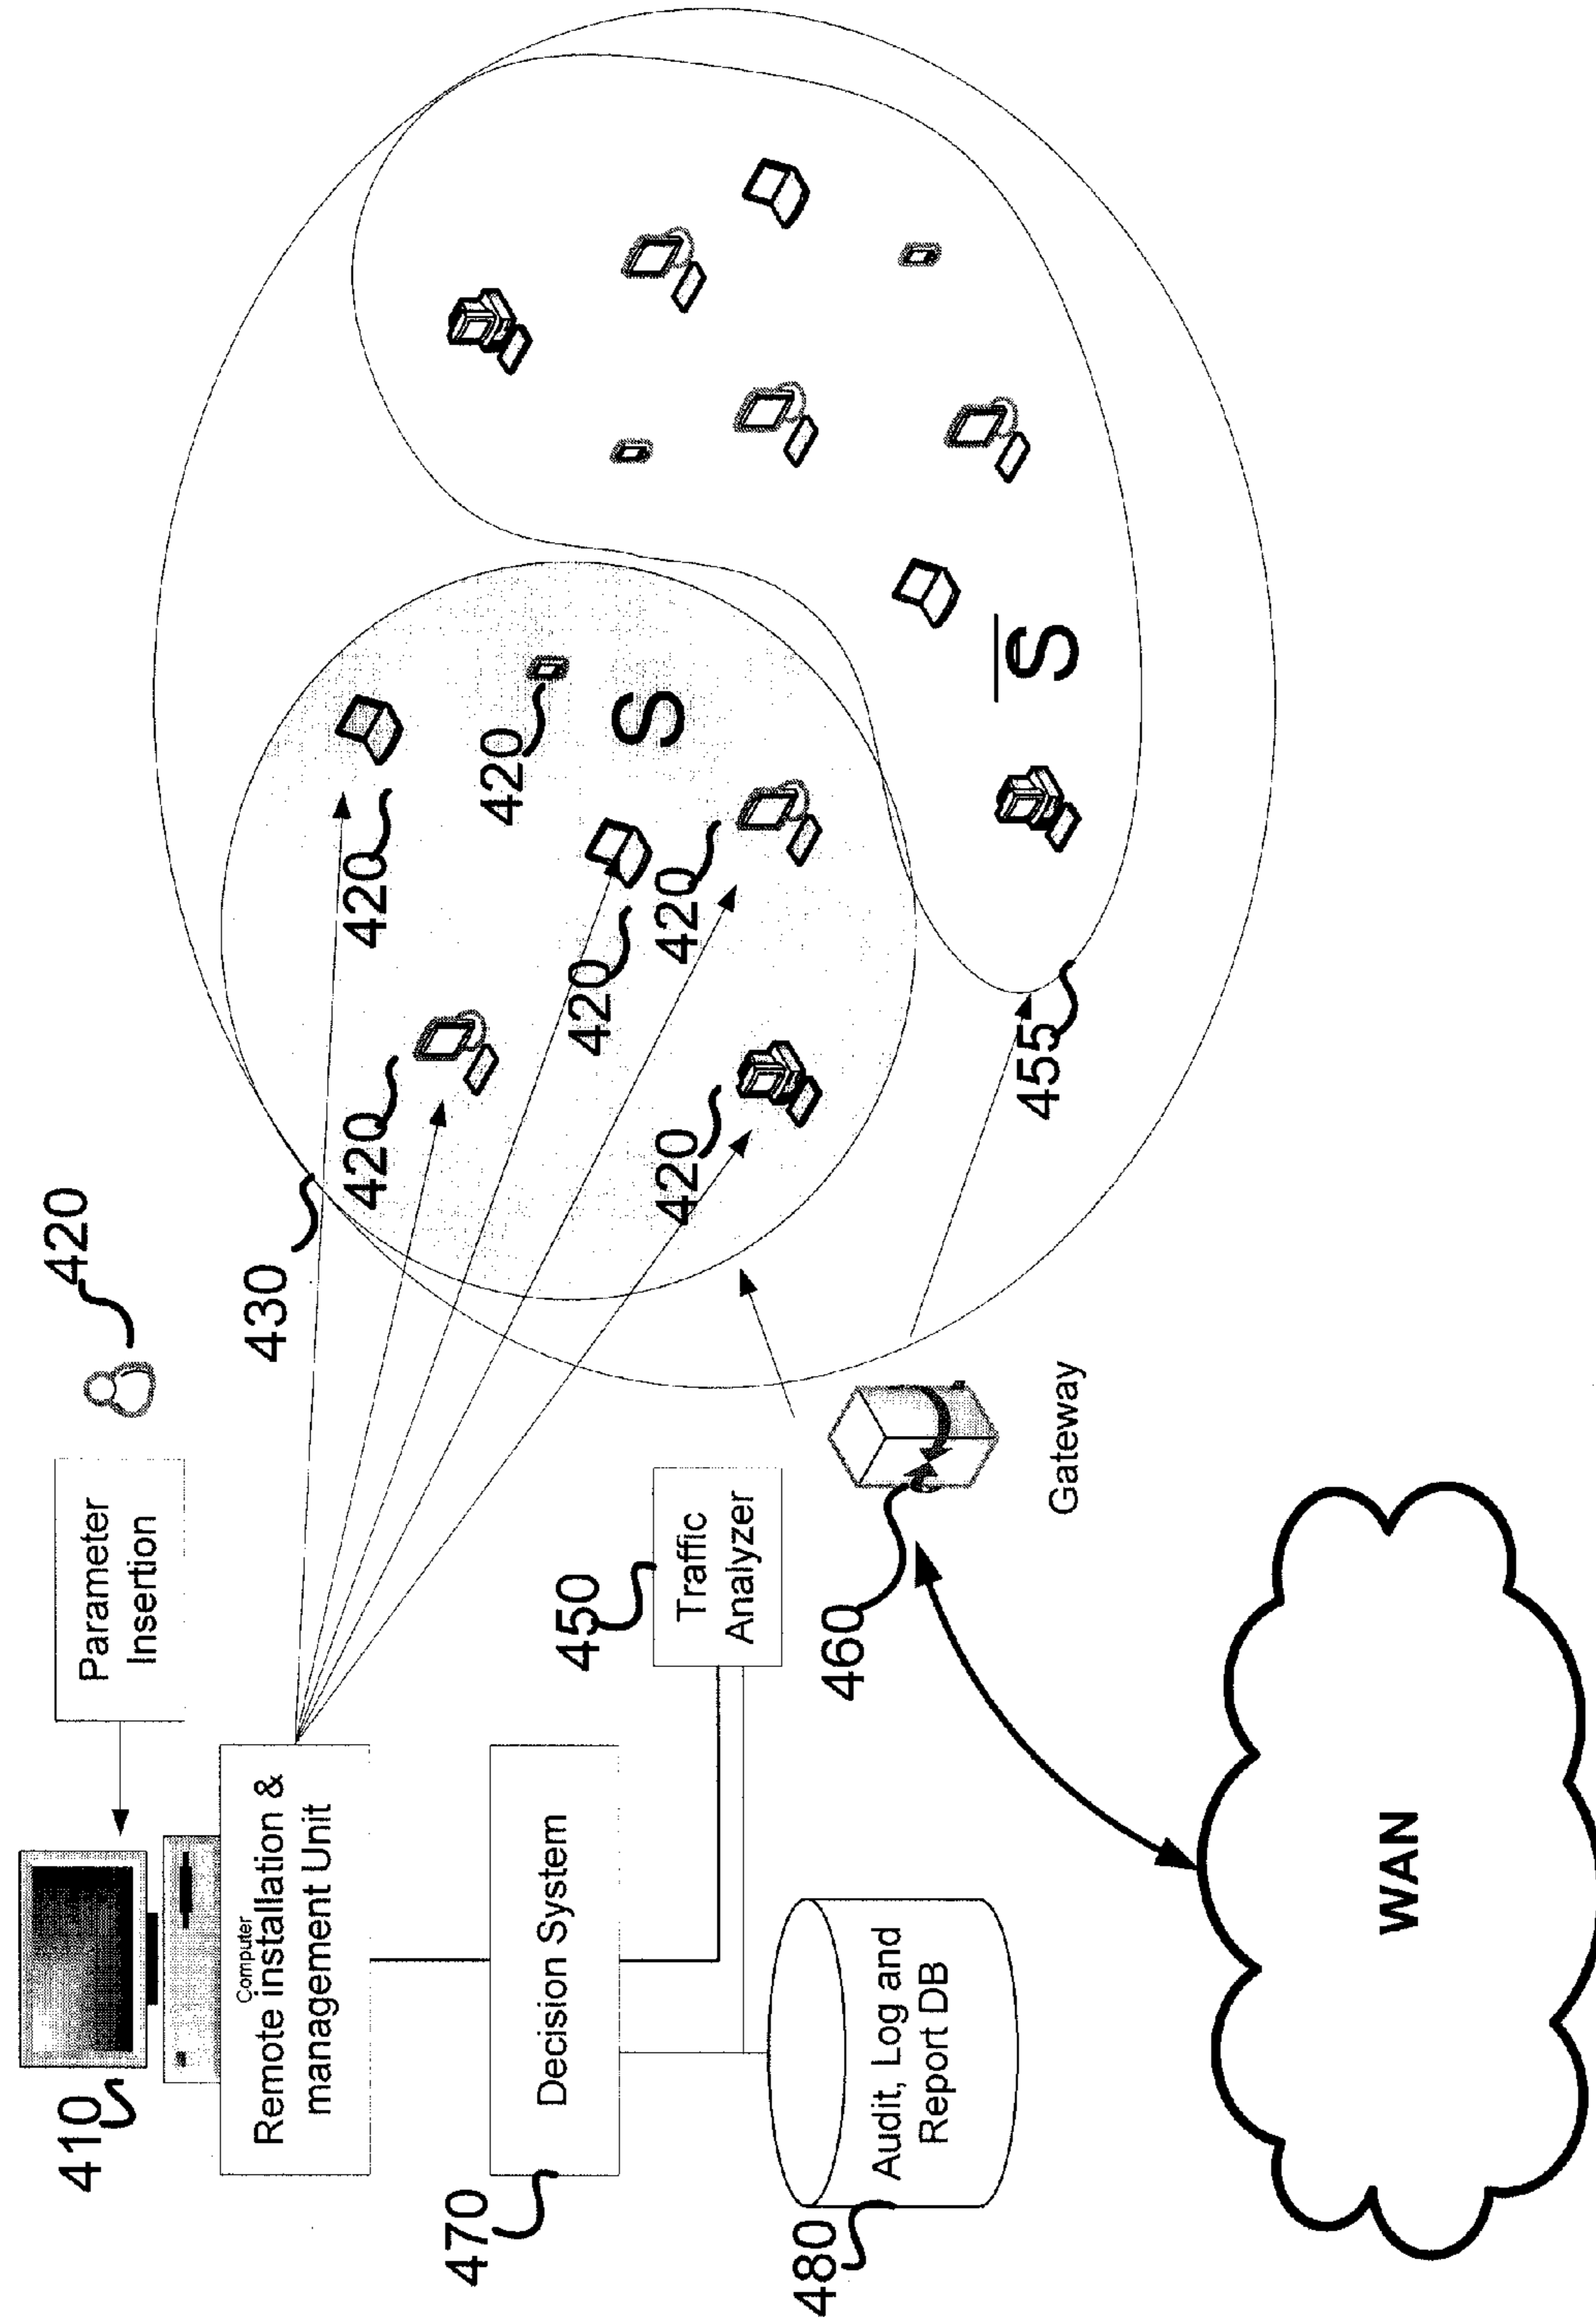 410
Parameter
Insertion
420
Computer
Remote installation &
management Unit
430
420
420
420
420
420
420
S
S̅
455
470
Decision System
450
Traffic
Analyzer
480
Audit, Log and
Report DB
460
Gateway
WAN